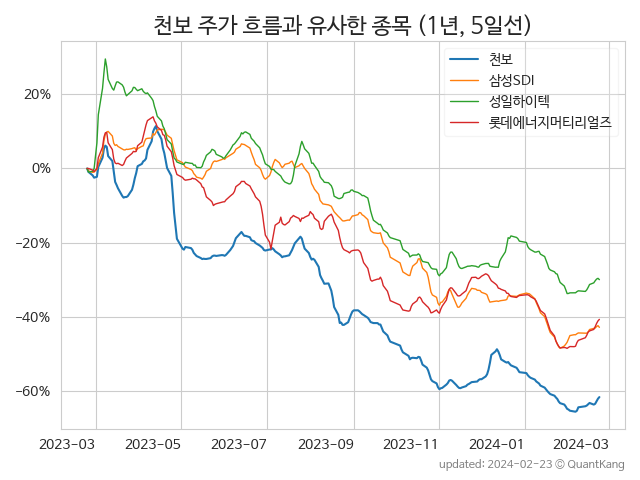 천보 주가 흐름과 유사한 종목 (1년, 5일선)
천보
삼성SDI
성일하이텍
롯데에너지머티리얼즈
20%
0%
−20%
−40%
−60%
2023−03 2023−05 2023−07 2023−09 2023−11 2024−01 2024−03
updated: 2024-02-23 © QuantKang